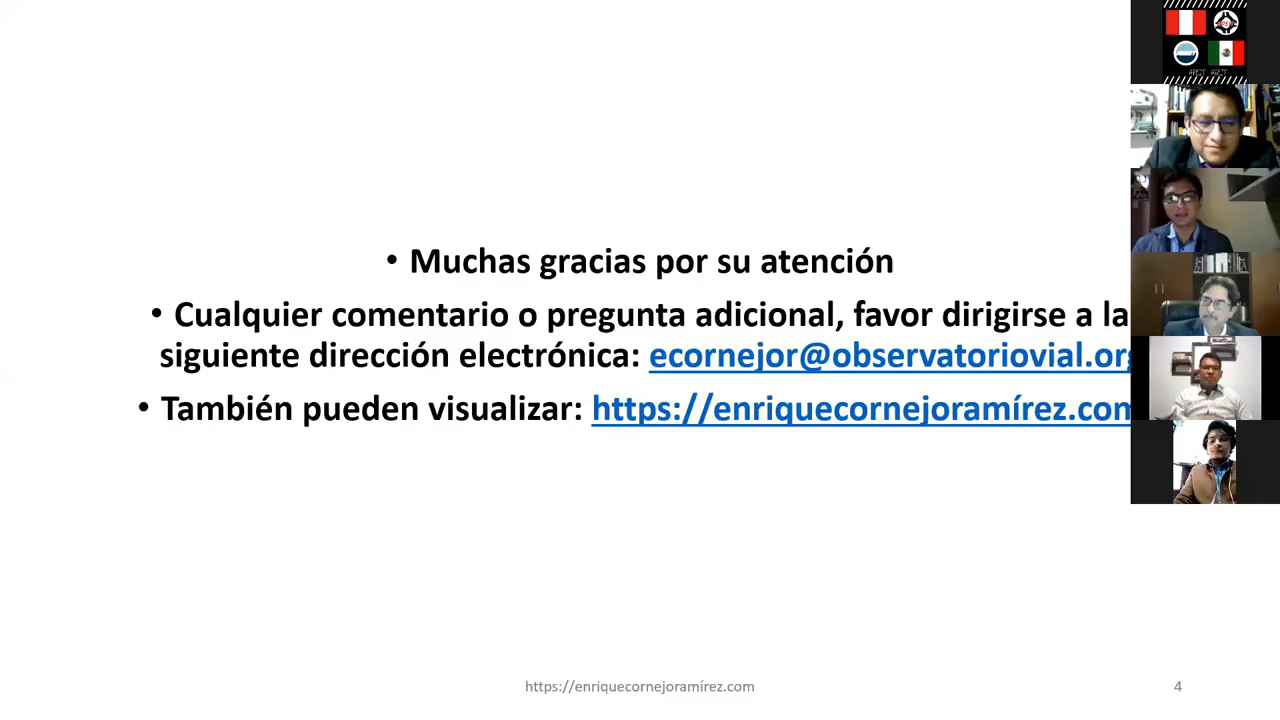 • Muchas gracias por su atención
• Cualquier comentario o pregunta adicional, favor dirigirse a la
siguiente dirección electrónica: ecornejor@observatoriovial.org
• También pueden visualizar: https://enriquecornejoramírez.com
https://enriquecornejoramírez.com
4